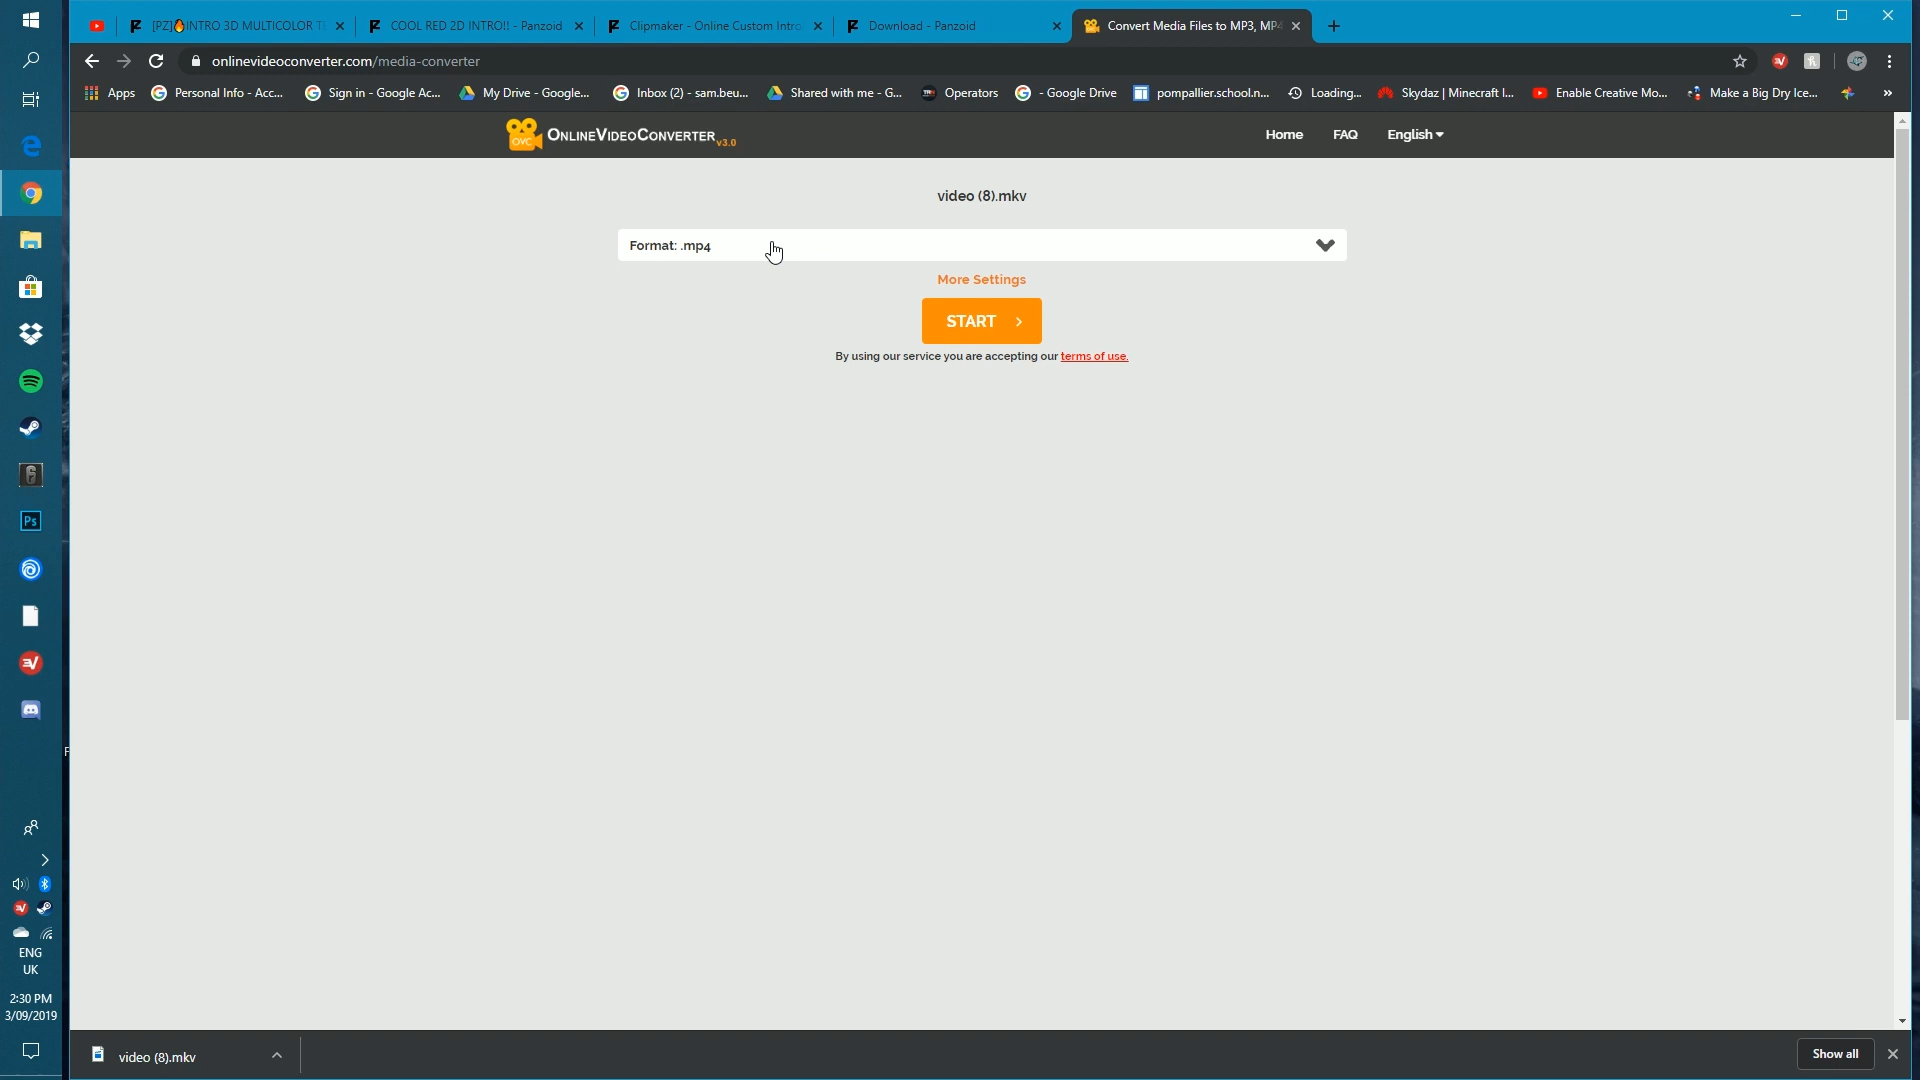 [PZ]🔥INTRO 3D MULTICOLOR T
COOL RED 2D INTRO!! - Panzoid
Clipmaker - Online Custom Intro
Download - Panzoid
Convert Media Files to MP3, MP4
onlinevideoconverter.com/media-converter
Apps
Personal Info - Acc...
Sign in - Google Ac...
My Drive - Google...
Inbox (2) - sam.beu...
Shared with me - G...
Operators
- Google Drive
pompallier.school.n...
Loading...
Skydaz | Minecraft I...
Enable Creative Mo...
Make a Big Dry Ice...
»
OVC
ONLINEVIDEOCONVERTER v3.0
Home
FAQ
English
video (8).mkv
Format: .mp4
More Settings
START
By using our service you are accepting our terms of use.
Ps
ENG
UK
2:30 PM
3/09/2019
video (8).mkv
Show all